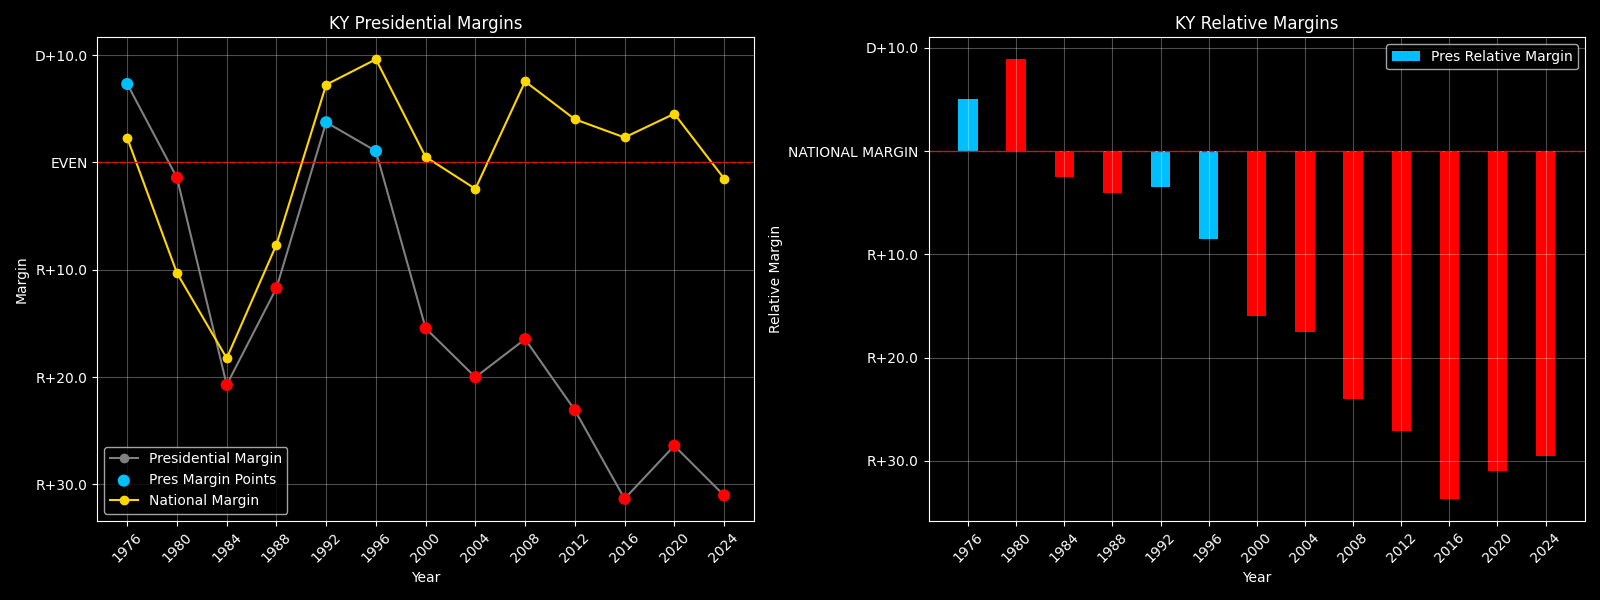 KY Presidential Margins
D+10.0
EVEN
R+10.0
R+20.0
R+30.0
Margin
Presidential Margin
Pres Margin Points
National Margin
1976
1980
1984
1988
1992
1996
2000
2004
2008
2012
2016
2020
2024
Year
KY Relative Margins
D+10.0
NATIONAL MARGIN
R+10.0
R+20.0
R+30.0
Relative Margin
Pres Relative Margin
1976
1980
1984
1988
1992
1996
2000
2004
2008
2012
2016
2020
2024
Year